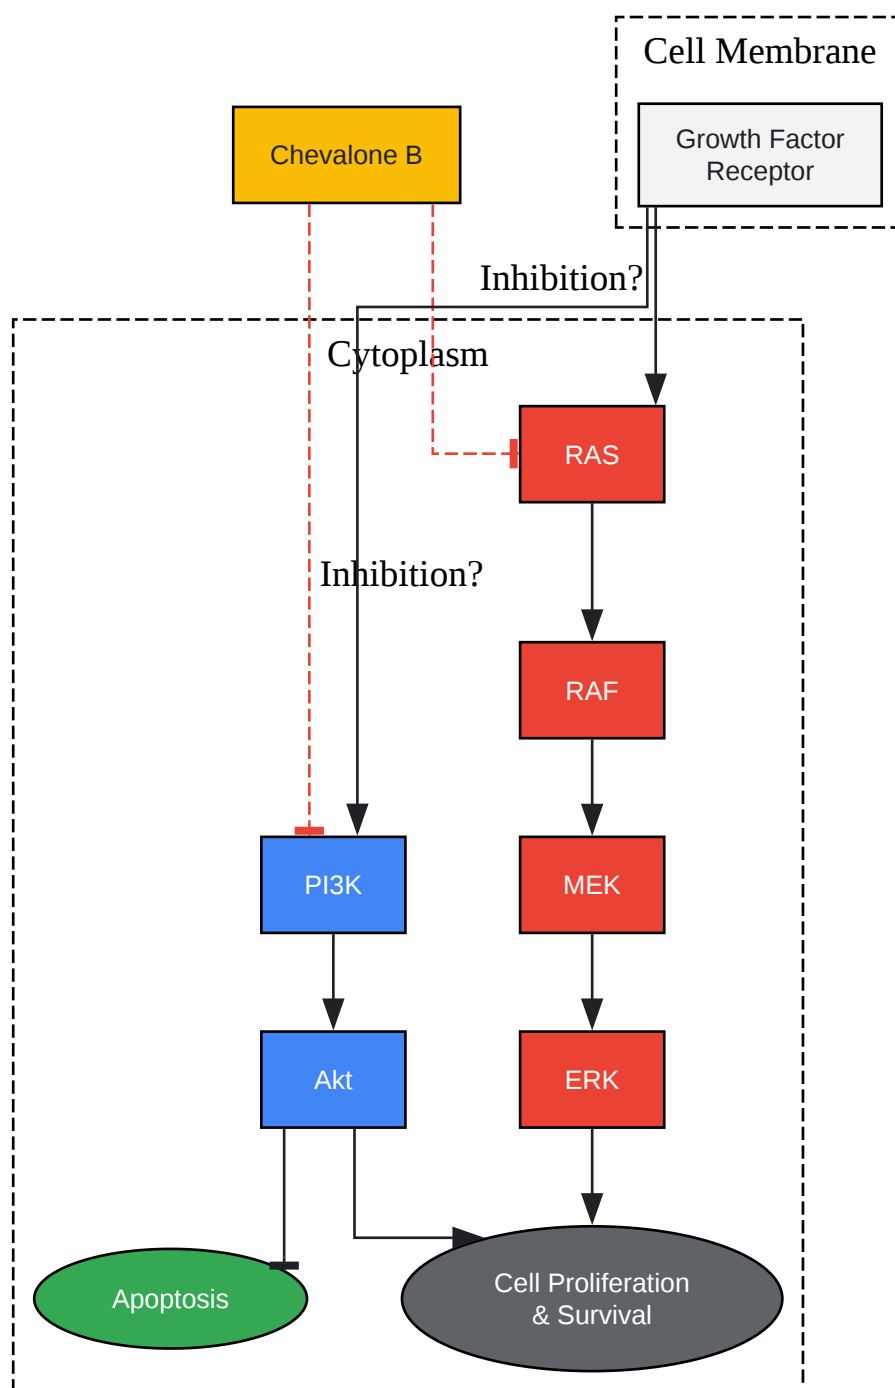 Cell Membrane
Chevalone B
Growth Factor
Receptor
Inhibition?
Cytoplasm
RAS
Inhibition?
RAF
PI3K
MEK
Akt
ERK
Apoptosis
Cell Proliferation
& Survival